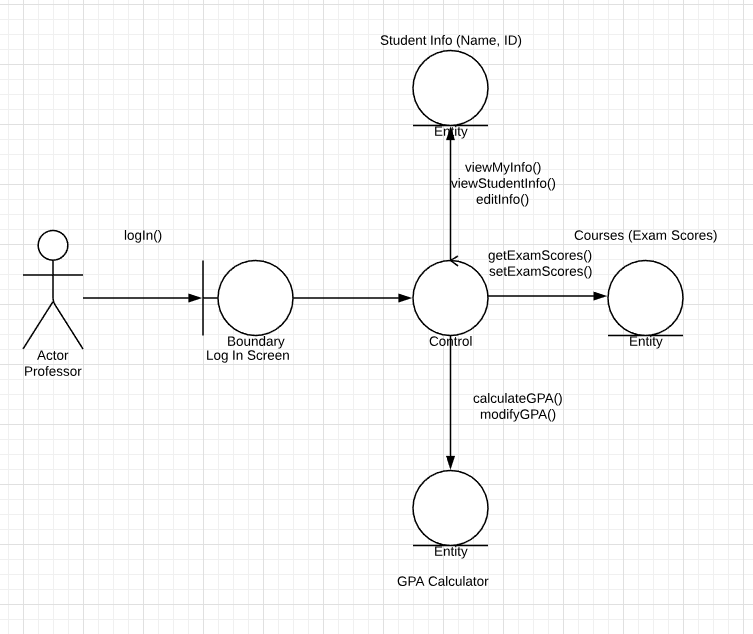 Student Info (Name, ID)
Entity
viewMyInfo()
viewStudentInfo()
editInfo()
logIn()
Courses (Exam Scores)
getExamScores()
setExamScores()
Actor
Professor
Boundary
Log In Screen
Control
Entity
calculateGPA()
modifyGPA()
Entity
GPA Calculator